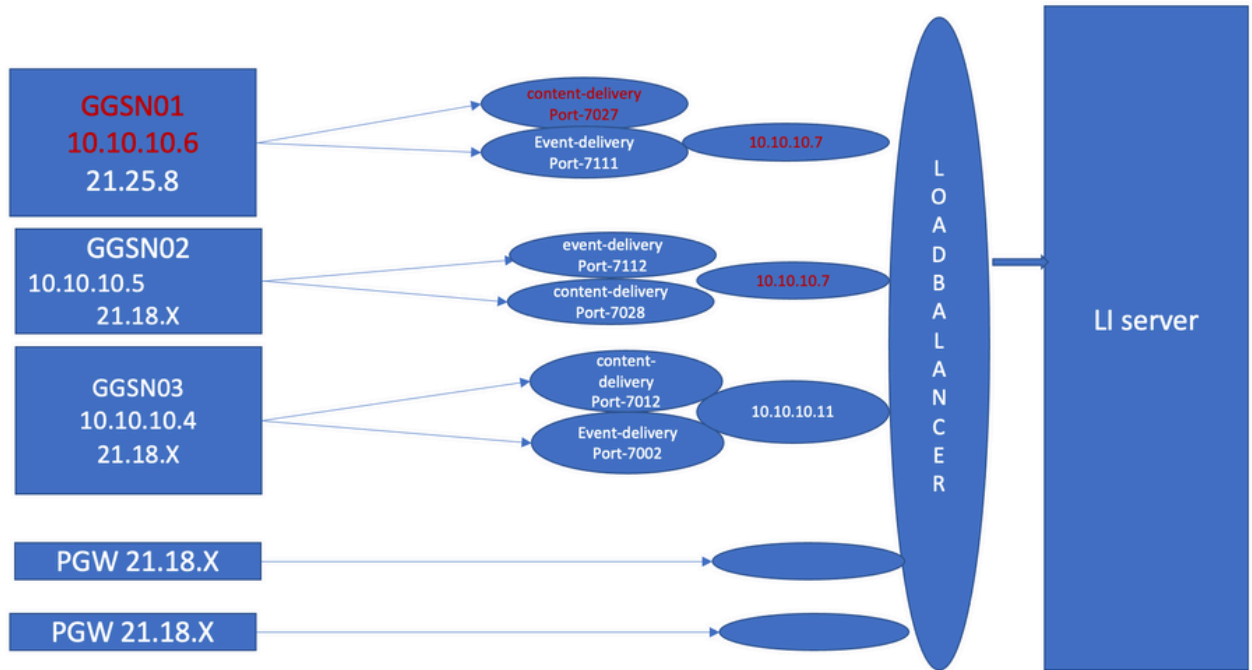 GGSN01
10.10.10.6
21.25.8
content-delivery
Port-7027
Event-delivery
Port-7111
10.10.10.7
GGSN02
10.10.10.5
21.18.X
event-delivery
Port-7112
content-delivery
Port-7028
10.10.10.7
GGSN03
10.10.10.4
21.18.X
content-
delivery
Port-7012
Event-delivery
Port-7002
10.10.10.11
PGW 21.18.X
PGW 21.18.X
L
O
A
D
B
A
L
A
N
C
E
R
LI server